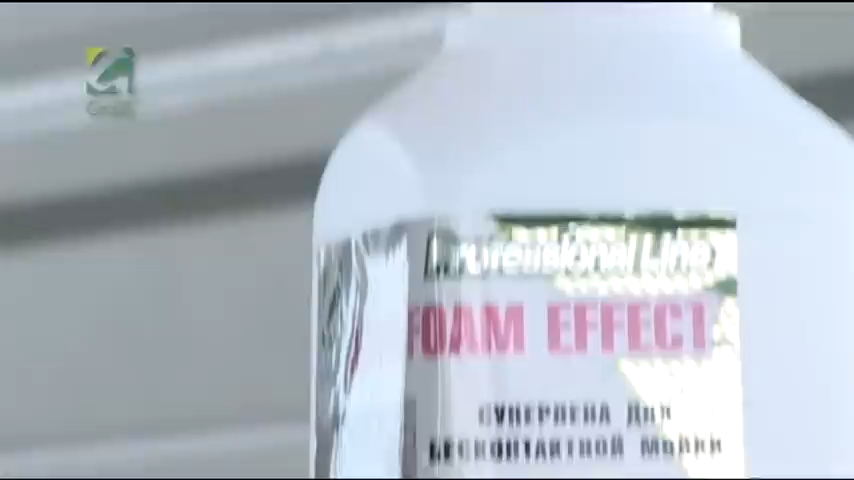 Professional Line
FOAM EFFECT
СУПЕРПЕНА ДЛЯ
БЕСКОНТАКТНОЙ МОЙКИ